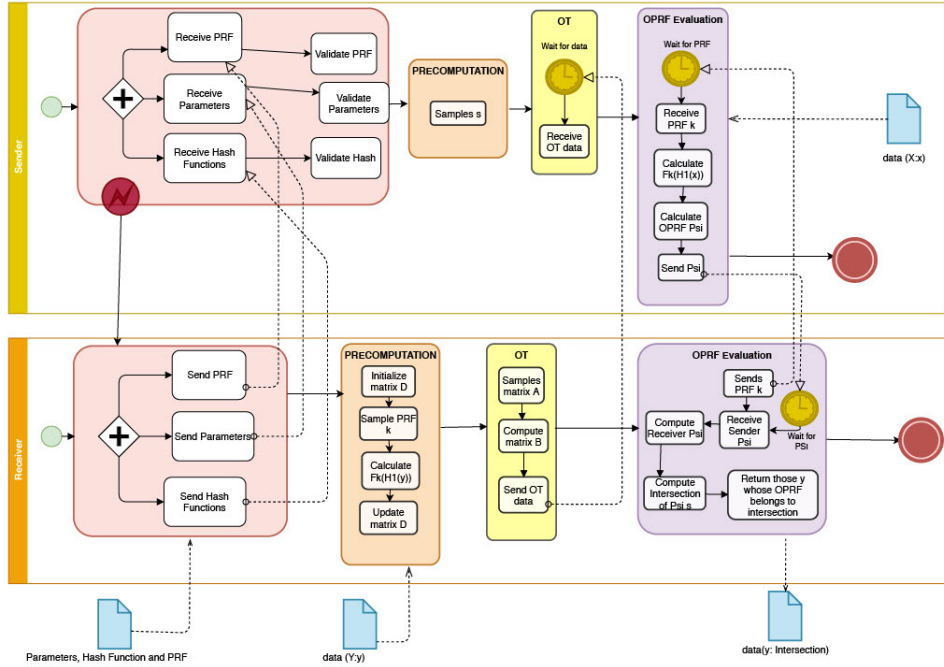 Sender
Receive PRF
Validate PRF
Receive
Parameters
Validate
Parameters
Receive Hash
Functions
Validate Hash
PRECOMPUTATION
Samples s
OT
Wait for data
Receive
OT data
OPRF Evaluation
Wait for PRF
Receive
PRF k
Calculate
Fk(H1(x))
Calculate
OPRF Psi
Send Psi
data (X:x)
Receiver
Send PRF
Send Parameters
Send Hash
Functions
PRECOMPUTATION
Initialize
matrix D
Sample PRF
k
Calculate
Fk(H1(y))
Update
matrix D
OT
Samples
matrix A
Compute
matrix B
Send OT
data
OPRF Evaluation
Sends
PRF k
Compute
Receiver Psi
Receive
Sender
Psi
Wait for
PSi
Compute
Intersection
of Psi s
Return those y
whose OPRF
belongs to
intersection
Parameters, Hash Function and PRF
data (Y:y)
data(y: Intersection)